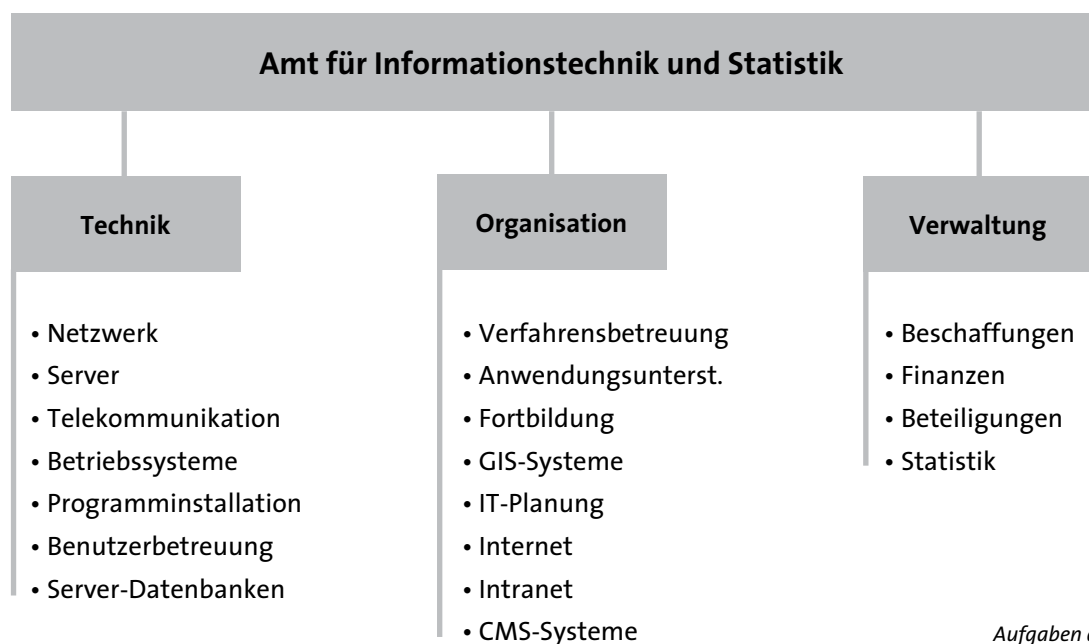 Amt für Informationstechnik und Statistik
Technik
• Netzwerk
• Server
• Telekommunikation
• Betriebssysteme
• Programminstallation
• Benutzerbetreuung
• Server-Datenbanken
Organisation
• Verfahrensbetreuung
• Anwendungsunterst.
• Fortbildung
• GIS-Systeme
• IT-Planung
• Internet
• Intranet
• CMS-Systeme
Verwaltung
• Beschaffungen
• Finanzen
• Beteiligungen
• Statistik
Aufgaben